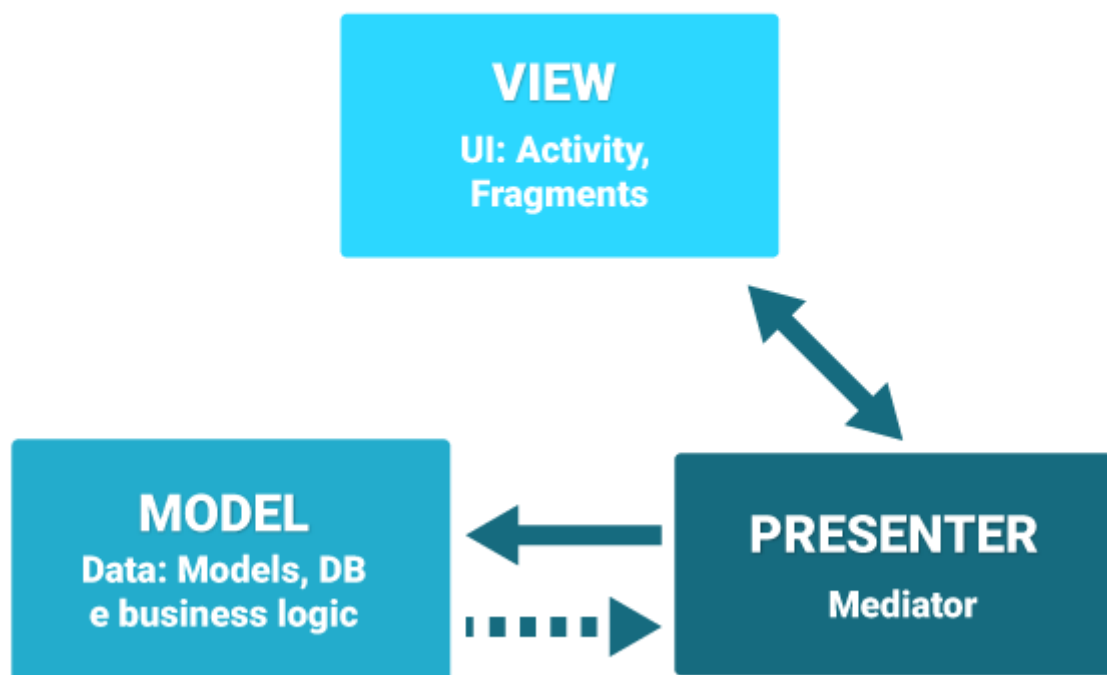 VIEW
UI: Activity,
Fragments
MODEL
Data: Models, DB
e business logic
PRESENTER
Mediator